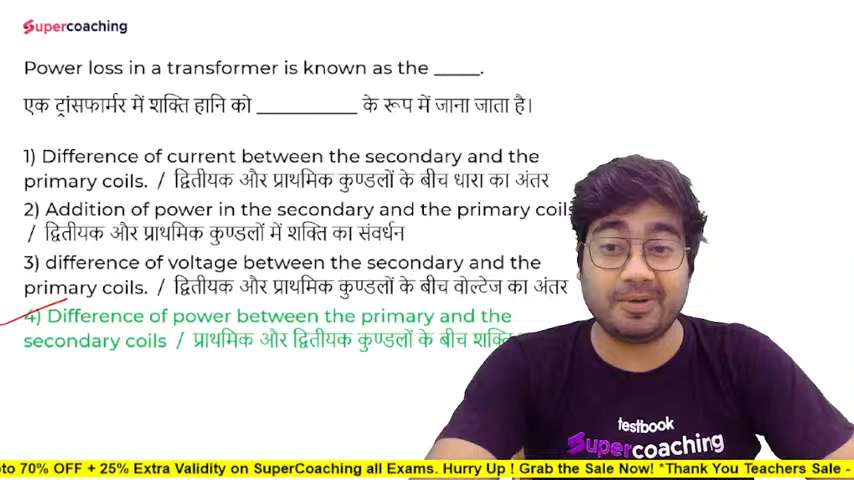 Supercoaching
Power loss in a transformer is known as the _____.
एक ट्रांसफार्मर में शक्ति हानि को __________ के रूप में जाना जाता है।
1) Difference of current between the secondary and the
primary coils. / द्वितीयक और प्राथमिक कुण्डलों के बीच धारा का अंतर
2) Addition of power in the secondary and the primary coils
/ द्वितीयक और प्राथमिक कुण्डलों में शक्ति का संवर्धन
3) difference of voltage between the secondary and the
primary coils. / द्वितीयक और प्राथमिक कुण्डलों के बीच वोल्टेज का अंतर
4) Difference of power between the primary and the
secondary coils / प्राथमिक और द्वितीयक कुण्डलों के बीच शक्ति
testbook
Supercoaching
to 70% OFF + 25% Extra Validity on SuperCoaching all Exams. Hurry Up ! Grab the Sale Now! *Thank You Teachers Sale -